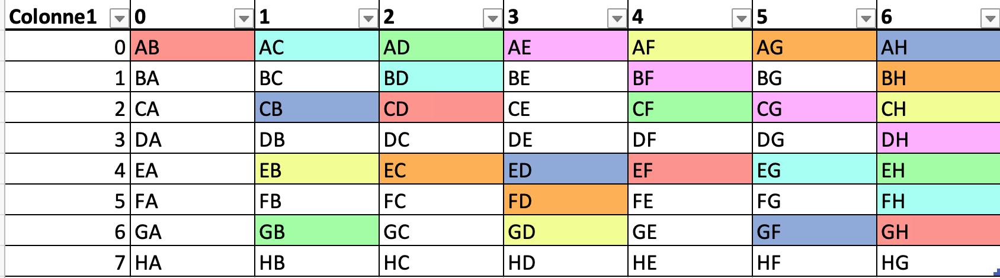 Colonne1 0 1 2 3 4 5 6
0 AB AC AD AE AF AG AH
1 BA BC BD BE BF BG BH
2 CA CB CD CE CF CG CH
3 DA DB DC DE DF DG DH
4 EA EB EC ED EF EG EH
5 FA FB FC FD FE FG FH
6 GA GB GC GD GE GF GH
7 HA HB HC HD HE HF HG